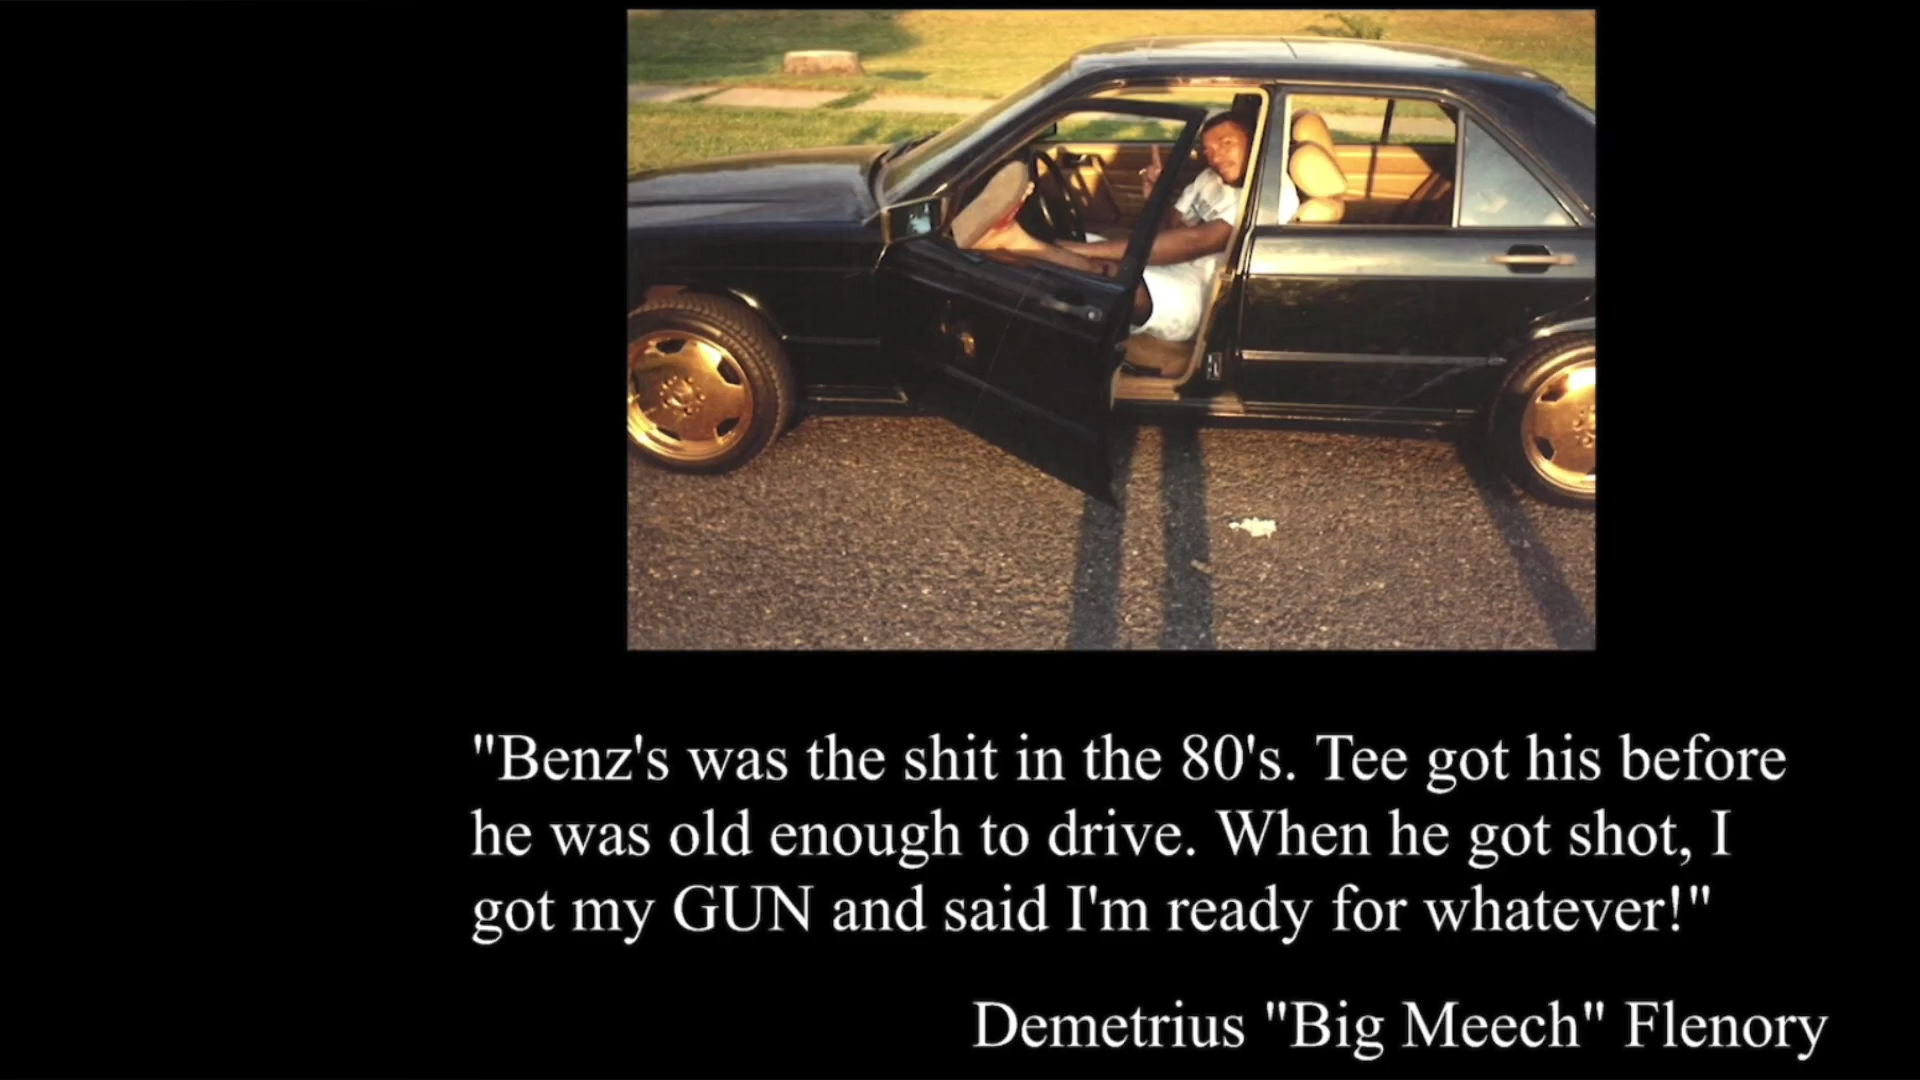 "Benz's was the shit in the 80's. Tee got his before
he was old enough to drive. When he got shot, I
got my GUN and said I'm ready for whatever!"
Demetrius "Big Meech" Flenory